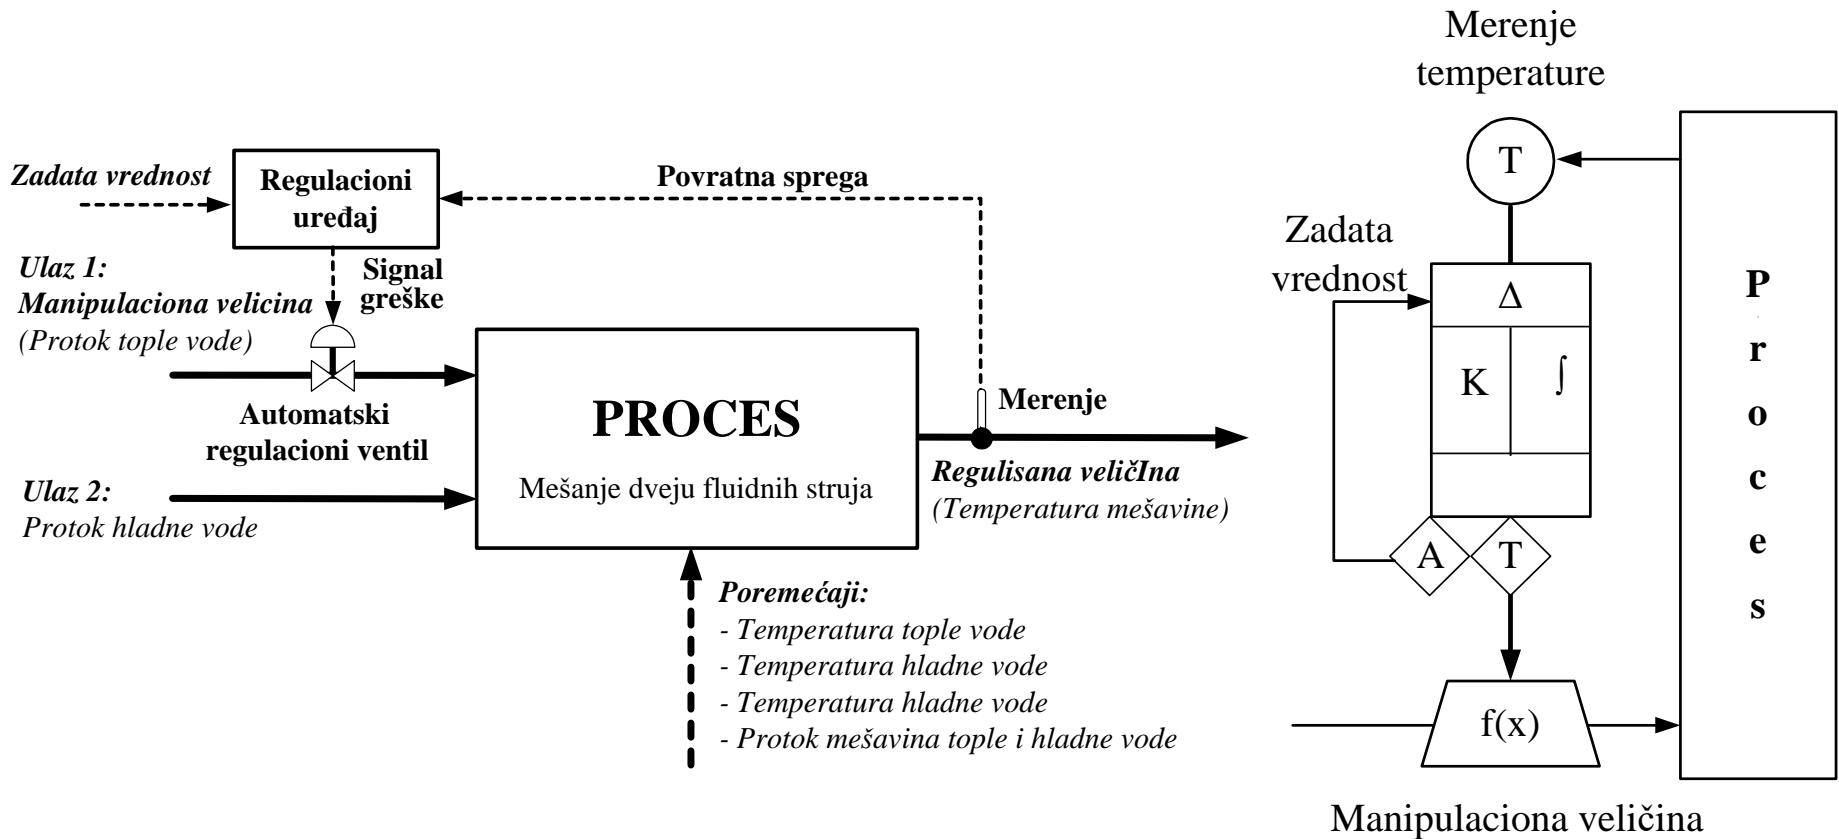 Zadata vrednost
Regulacioni
uređaj
Povratna sprega
Ulaz 1:
Manipulaciona velicina
(Protok tople vode)
Signal
greške
Automatski
regulacioni ventil
Ulaz 2:
Protok hladne vode
PROCES
Mešanje dveju fluidnih struja
Merenje
Regulisana veličIna
(Temperatura mešavine)
Poremećaji:
- Temperatura tople vode
- Temperatura hladne vode
- Temperatura hladne vode
- Protok mešavina tople i hladne vode
Merenje
temperature
T
Zadata
vrednost
Δ
K ∫
A T
f(x)
Manipulaciona veličina
P
r
o
c
e
s